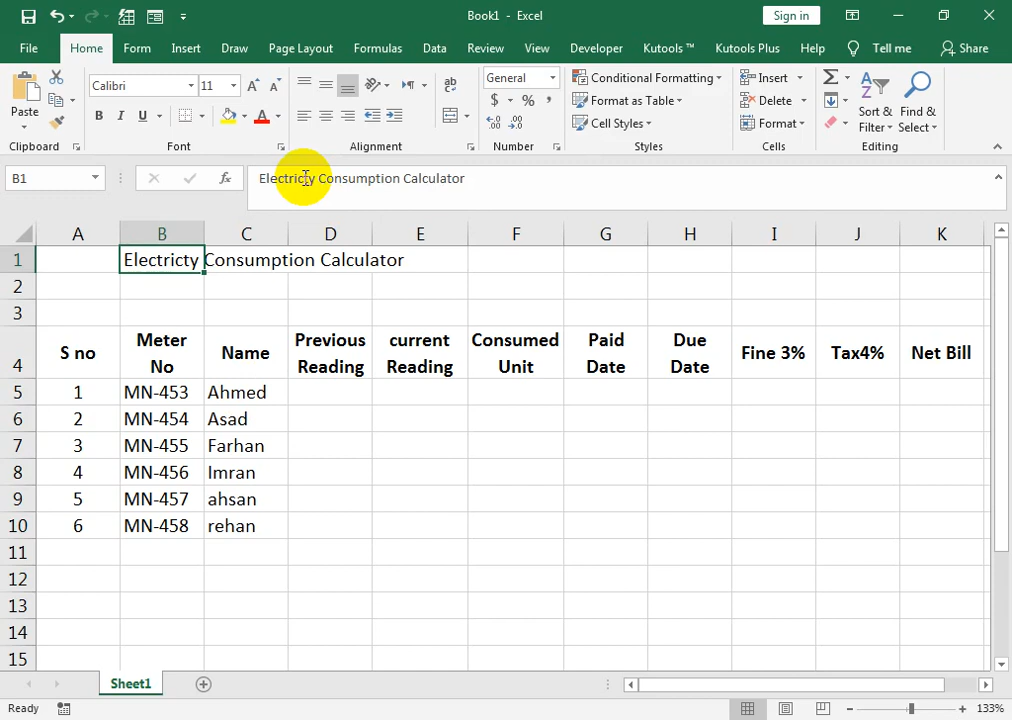 Book1 - Excel
Sign in
File Home Form Insert Draw Page Layout Formulas Data Review View Developer Kutools ™ Kutools Plus Help Tell me Share
Paste
Clipboard
Calibri 11
B I U
Font
Alignment
General
$ % ,
Number
Conditional Formatting
Format as Table
Cell Styles
Styles
Insert
Delete
Format
Cells
Sort & Filter
Find & Select
Editing
B1 fx Electricty Consumption Calculator
A B C D E F G H I J K
1 Electricty Consumption Calculator
2
3
4 S no Meter No Name Previous Reading current Reading Consumed Unit Paid Date Due Date Fine 3% Tax4% Net Bill
5 1 MN-453 Ahmed
6 2 MN-454 Asad
7 3 MN-455 Farhan
8 4 MN-456 Imran
9 5 MN-457 ahsan
10 6 MN-458 rehan
11
12
13
14
15
Sheet1
Ready 133%